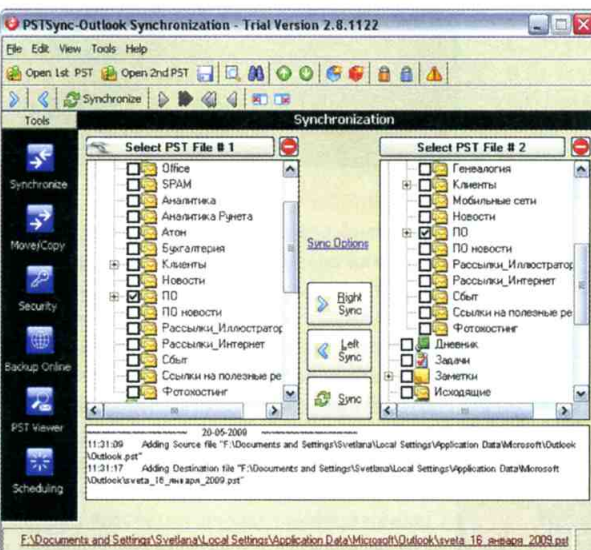 PSTSync-Outlook Synchronization - Trial Version 2.8.1122
File Edit View Tools Help
Open 1st PST Open 2nd PST
Synchronize
Tools
Synchronization
Synchronize
Move/Copy
Security
Backup Online
PST Viewer
Scheduling
Select PST File # 1
Office
SPAM
Аналитика
Аналитика Рунета
Атон
Бухгалтерия
Клиенты
Новости
ПО
ПО новости
Рассылки_Иллюстратор
Рассылки_Интернет
Сбыт
Ссылки на полезные ре
Фотохостинг
Sync Options
Right Sync
Left Sync
Sync
Select PST File # 2
Генеалогия
Клиенты
Мобильные сети
Новости
ПО
ПО новости
Рассылки_Иллюстратор
Рассылки_Интернет
Сбыт
Ссылки на полезные ре
Фотохостинг
Дневник
Задачи
Заметки
Исходящие
20-05-2009
11:31:09 Adding Source file "F:\Documents and Settings\Svetlana\Local Settings\Application Data\Microsoft\Outlook
\Outlook.pst"
11:31:17 Adding Destination file "F:\Documents and Settings\Svetlana\Local Settings\Application Data\Microsoft
\Outlook\sveta_16_января_2009.pst"
F:\Documents and Settings\Svetlana\Local Settings\Application Data\Microsoft\Outlook\sveta_16_января_2009.pst